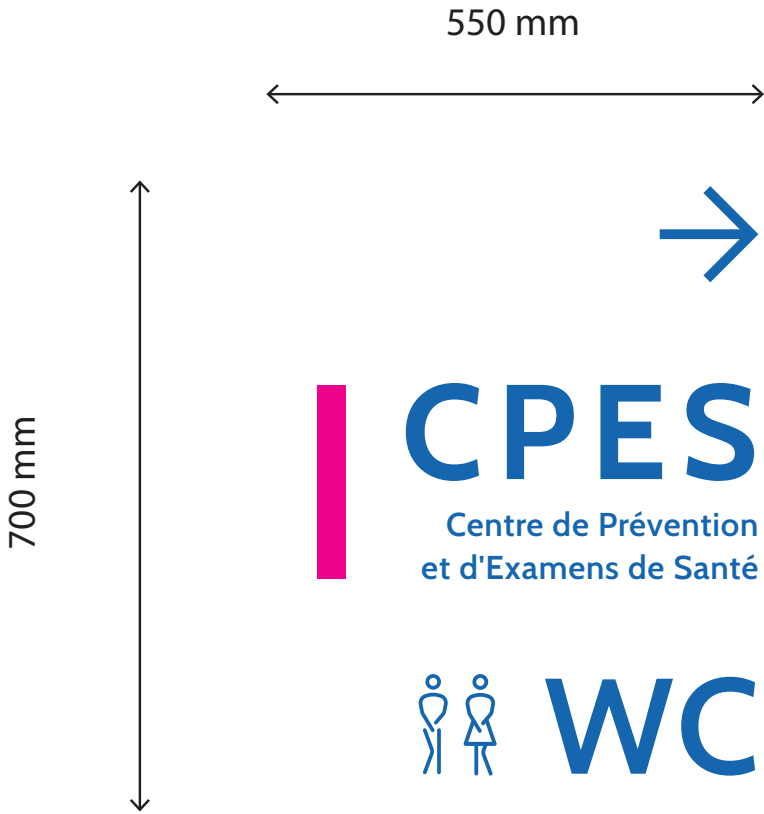 550 mm
700 mm
CPES
Centre de Prévention
et d'Examens de Santé
WC